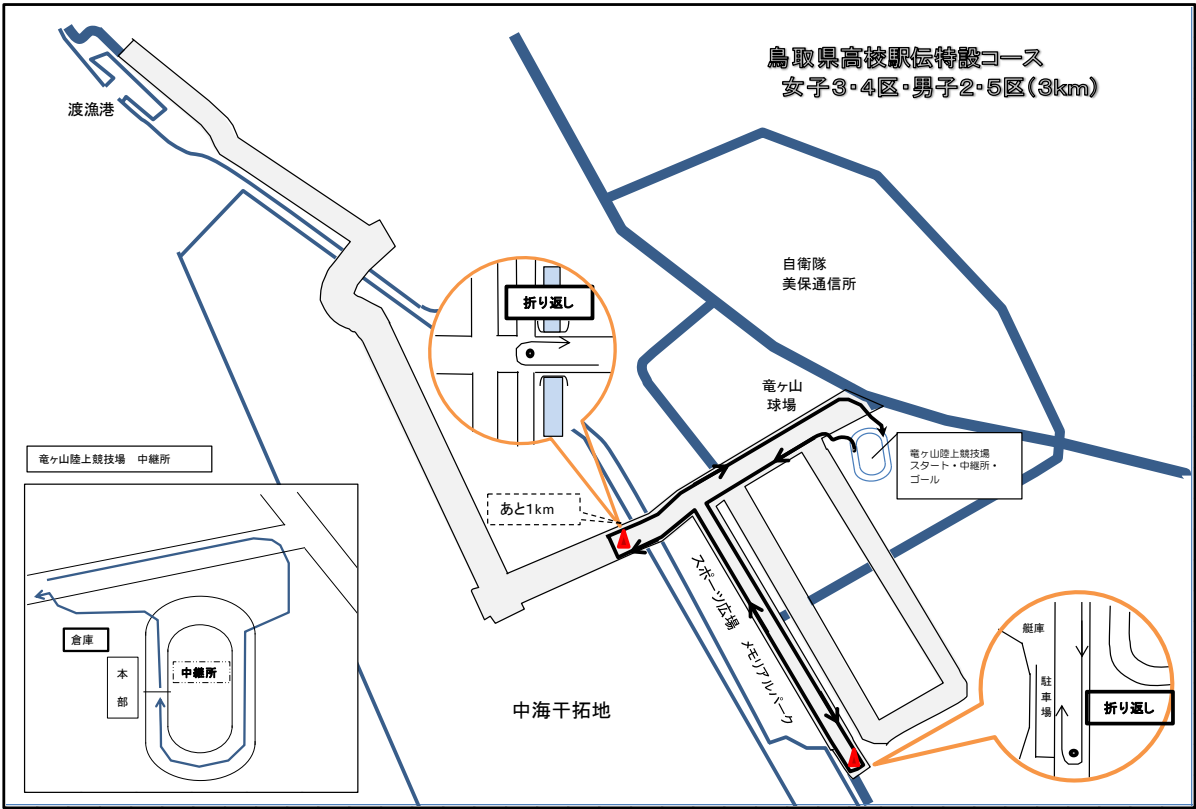 鳥取県高校駅伝特設コース
女子3・4区・男子2・5区(3km)
渡漁港
自衛隊
美保通信所
折り返し
竜ヶ山
球場
竜ヶ山陸上競技場
スタート・中継所・
ゴール
竜ヶ山陸上競技場　中継所
あと1km
スポーツ広場　メモリアルパーク
倉庫
本部
中継所
中海干拓地
艇庫
駐車場
折り返し